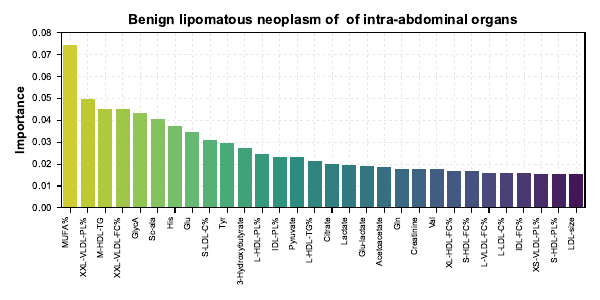 Benign lipomatous neoplasm of  of intra-abdominal organs
Importance
0.08
0.07
0.06
0.05
0.04
0.03
0.02
0.01
0.00
MUFA%
XXL-VLDL-PL%
M-HDL-TG
XXL-VLDL-FC%
GlycA
Sc-ala
His
Glu
S-LDL-C%
Tyr
3-Hydroxybutyrate
L-HDL-PL%
IDL-PL%
Pyruvate
L-HDL-TG%
Citrate
Lactate
Glu-lactate
Acetoacetate
Gln
Creatinine
Val
XL-HDL-FC%
S-HDL-FC%
L-VLDL-FC%
L-LDL-C%
IDL-FC%
XS-VLDL-PL%
S-HDL-PL%
LDL-size